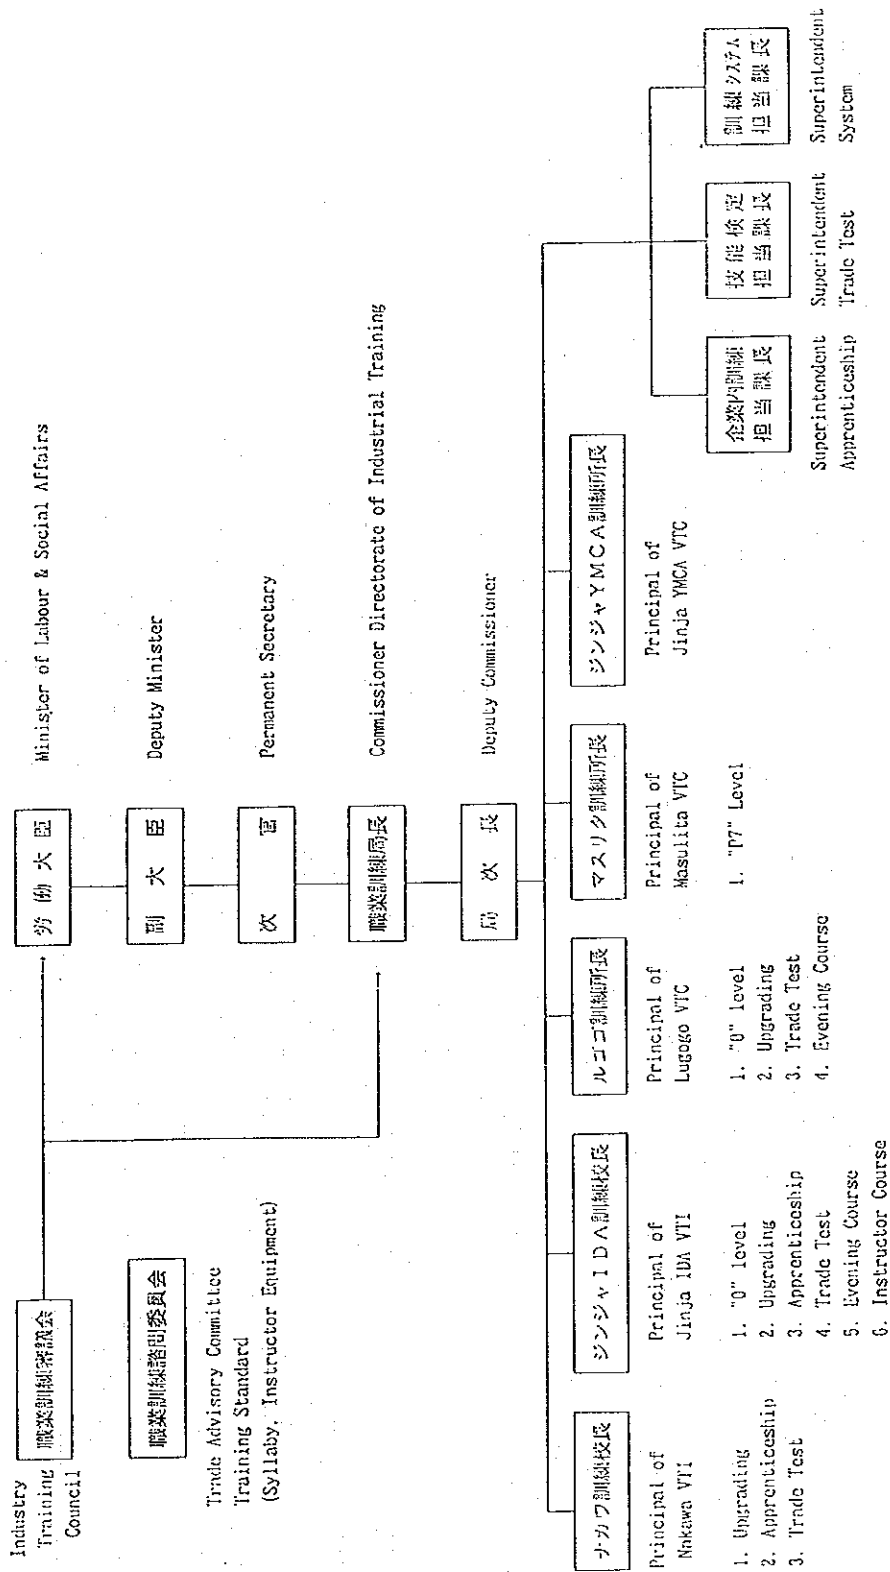 Industry
Training
Council
職業訓練審議会
職業訓練諮問委員会
Trade Advisory Committee
Training Standard
(Syllaby, Instructor Equipment)
労働大臣
Minister of Labour & Social Affairs
副大臣
Deputy Minister
次官
Permanent Secretary
職業訓練局長
Commissioner Directorate of Industrial Training
局次長
Deputy Commissioner
ナカワ訓練校長
Principal of
Nakawa VTI
1. Upgrading
2. Apprenticeship
3. Trade Test
ジンジャIDA訓練校長
Principal of
Jinja IDA VTI
1. "O" level
2. Upgrading
3. Apprenticeship
4. Trade Test
5. Evening Course
6. Instructor Course
ルゴゴ訓練所長
Principal of
Lugogo VTC
1. "O" level
2. Upgrading
3. Trade Test
4. Evening Course
マスリタ訓練所長
Principal of
Masulita VTC
1. "P7" Level
ジンジャYMCA訓練所長
Principal of
Jinja YMCA VTC
企業内訓練
担当課長
Superintendent
Apprenticeship
技能検定
担当課長
Superintendent
Trade Test
訓練システム
担当課長
Superintendent
System